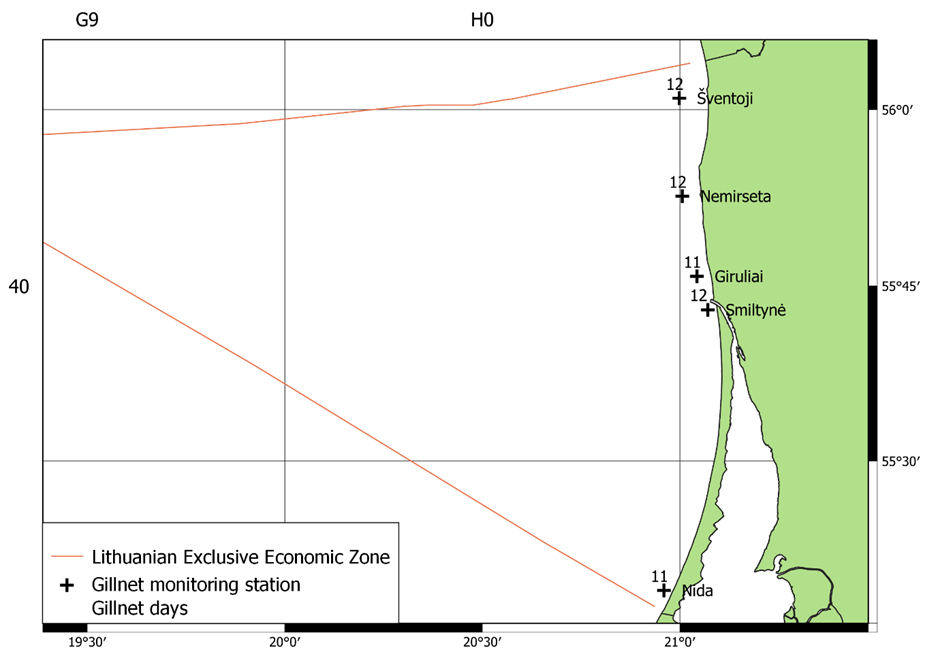 G9 H0
12
Šventoji
56°0′
12
Nemirseta
11
Giruliai
40
55°45′
12
Smiltynė
55°30′
Lithuanian Exclusive Economic Zone
11
Gillnet monitoring station
Nida
Gillnet days
19°30′ 20°0′ 20°30′ 21°0′